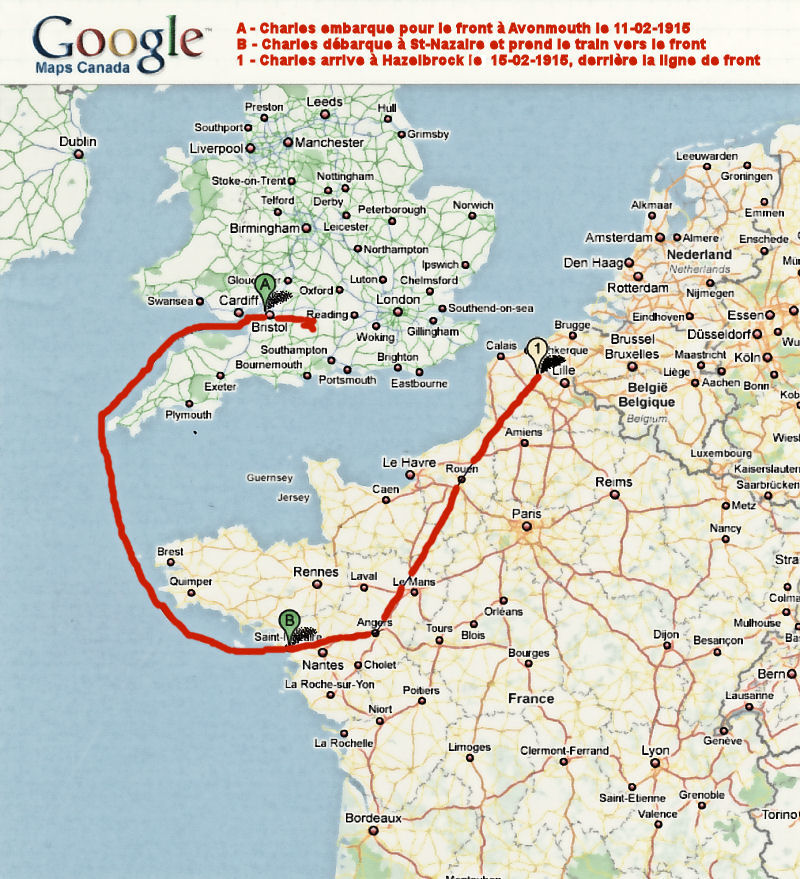 Google™
Maps Canada
A - Charles embarque pour le front à Avonmouth le 11-02-1915
B - Charles débarque à St-Nazaire et prend le train vers le front
1 - Charles arrive à Hazelbrock le 15-02-1915, derrière la ligne de front
Preston
Leeds
Hull
Southport
Grimsby
Dublin
Liverpool
Manchester
Leeuwarden
Groningen
Stoke-on-Trent
Nottingham
Telford
Derby
Peterborough
Norwich
Alkmaar
Emmen
Birmingham
Leicester
Amsterdam
Almere
Enschede
Northampton
Nederland
Netherlands
Den Haag
Ipswich
A
Oxford
Luton
Chelmsford
Rotterdam
Nijmegen
Swansea
Cardiff
London
Southend-on-sea
Bristol
Reading
Eindhoven
Essen
Woking
Gillingham
Brugge
Düsseldorf
Southampton
Brighton
Calais
1
Brussel
Bruxelles
Maastricht
Köln
Bournemouth
Portsmouth
Eastbourne
Lille
Liège
Aachen
Bonn
Exeter
België
Belgique
Belgium
Plymouth
Amiens
Luxembourg
Le Havre
Rouen
Kaiserslautern
Saarbrücken
Guernsey
Jersey
Caen
Reims
Metz
Paris
Nancy
Brest
Quimper
Rennes
Laval
Le Mans
Orléans
Mulhouse
B
Angers
Tours
Blois
Dijon
Besançon
Nantes
Cholet
Bourges
Bern
La Roche-sur-Yon
Poitiers
France
Lausanne
Niort
La Rochelle
Genève
Limoges
Clermont-Ferrand
Lyon
Saint-Etienne
Grenoble
Valence
Bordeaux
Torino